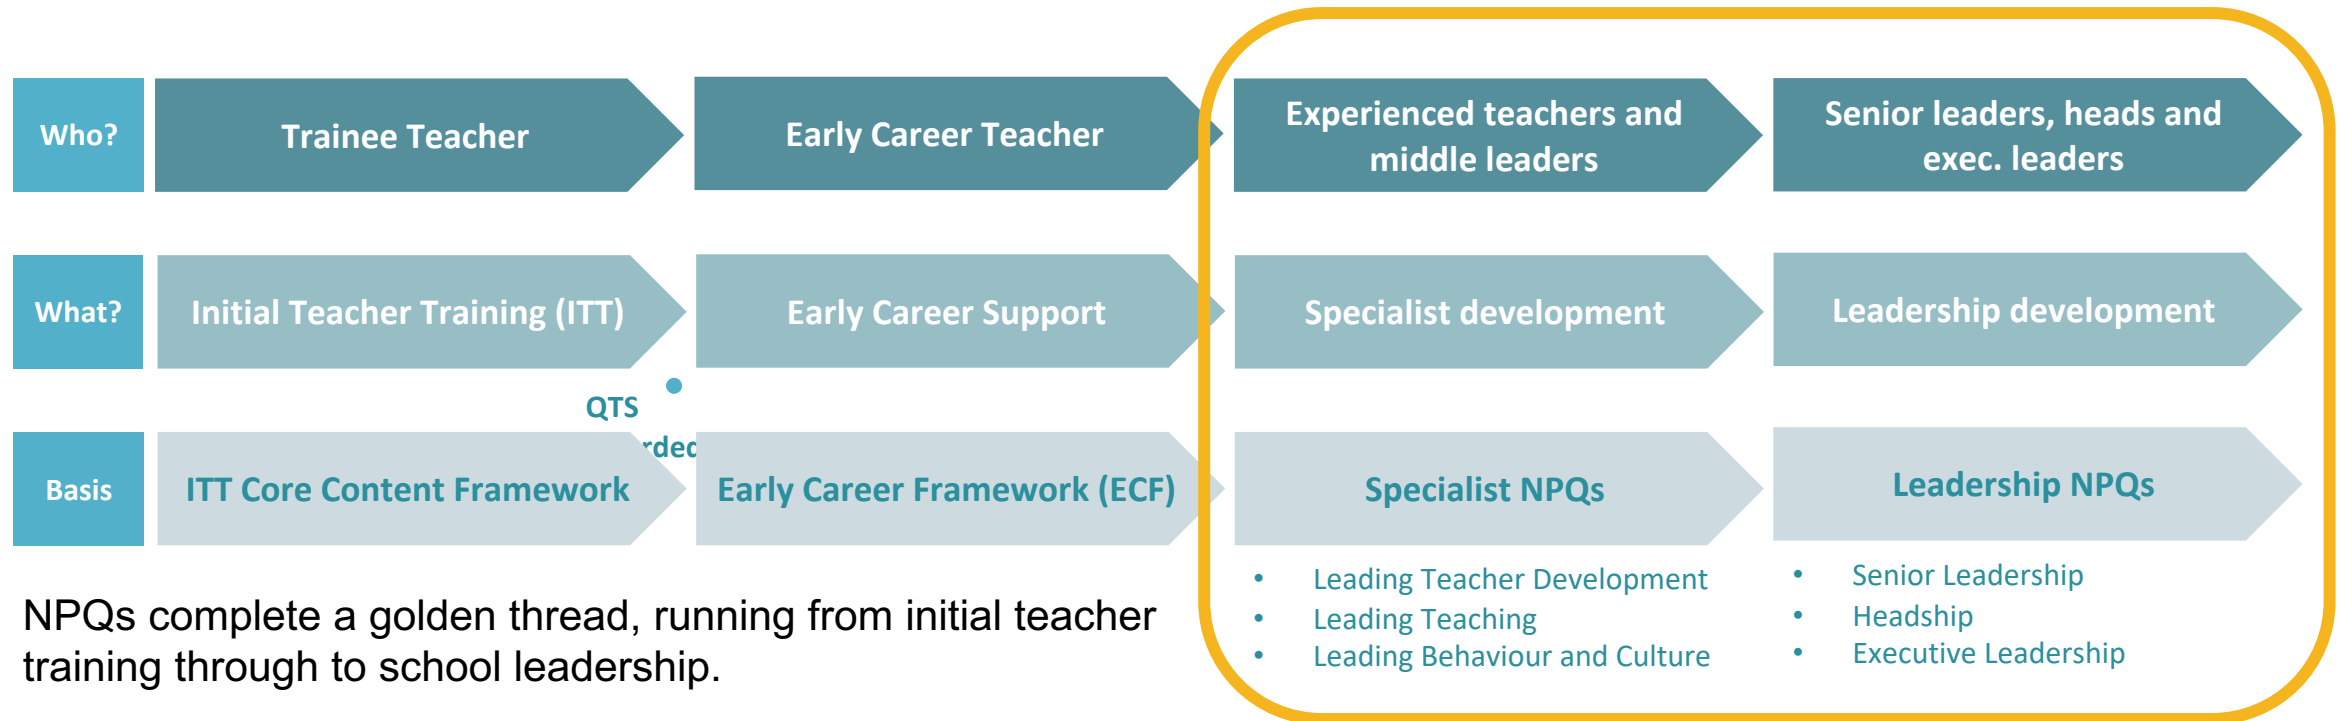 Who?
Trainee Teacher
Early Career Teacher
Experienced teachers and
middle leaders
Senior leaders, heads and
exec. leaders
What?
Initial Teacher Training (ITT)
Early Career Support
Specialist development
Leadership development
QTS
Basis
ITT Core Content Framework
Early Career Framework (ECF)
Specialist NPQs
Leadership NPQs
• Leading Teacher Development
• Leading Teaching
• Leading Behaviour and Culture
• Senior Leadership
• Headship
• Executive Leadership
NPQs complete a golden thread, running from initial teacher
training through to school leadership.